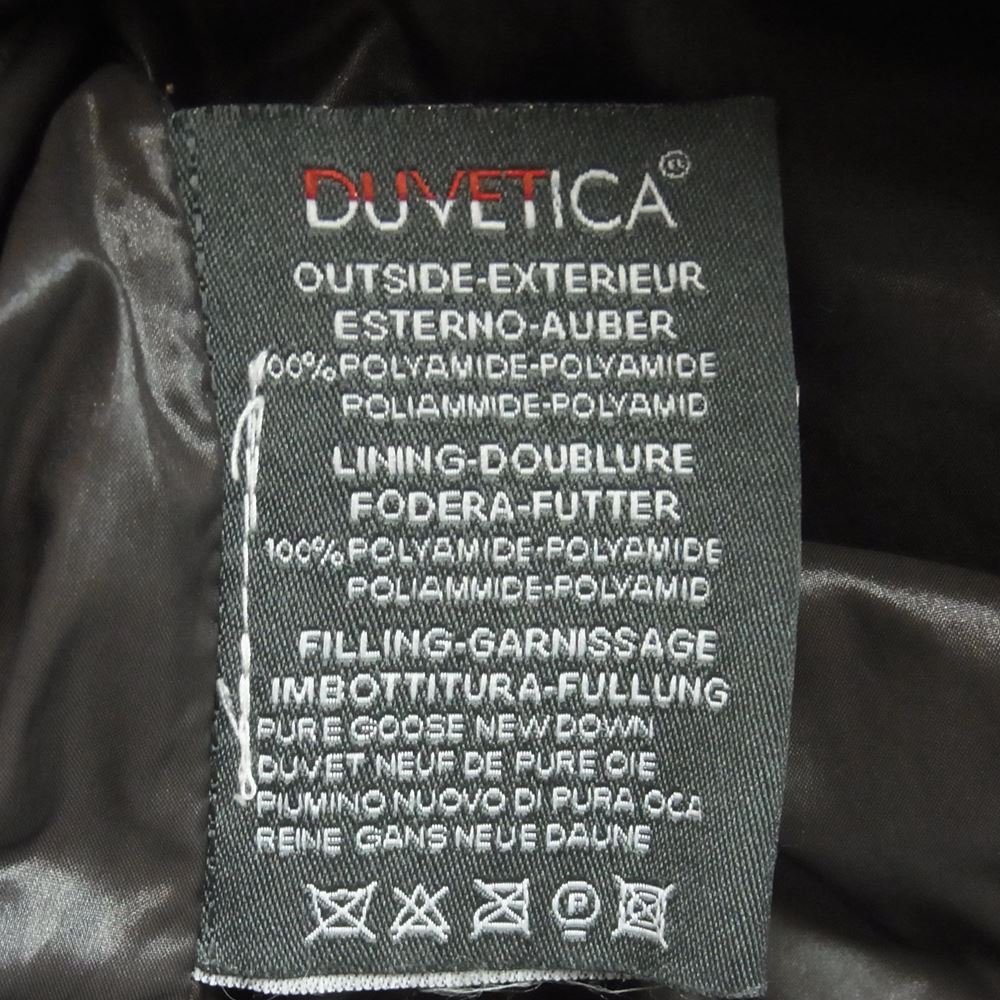 DUVETICA®
OUTSIDE-EXTERIEUR
ESTERNO-AUBER
100%POLYAMIDE-POLYAMIDE
POLIAMMIDE-POLYAMID
LINING-DOUBLURE
FODERA-FUTTER
100%POLYAMIDE-POLYAMIDE
POLIAMMIDE-POLYAMID
FILLING-GARNISSAGE
IMBOTTITURA-FULLUNG
PURE GOOSE NEW DOWN
DUVET NEUF DE PURE OIE
PIUMINO NUOVO DI PURA OCA
REINE GANS NEUE DAUNE
P